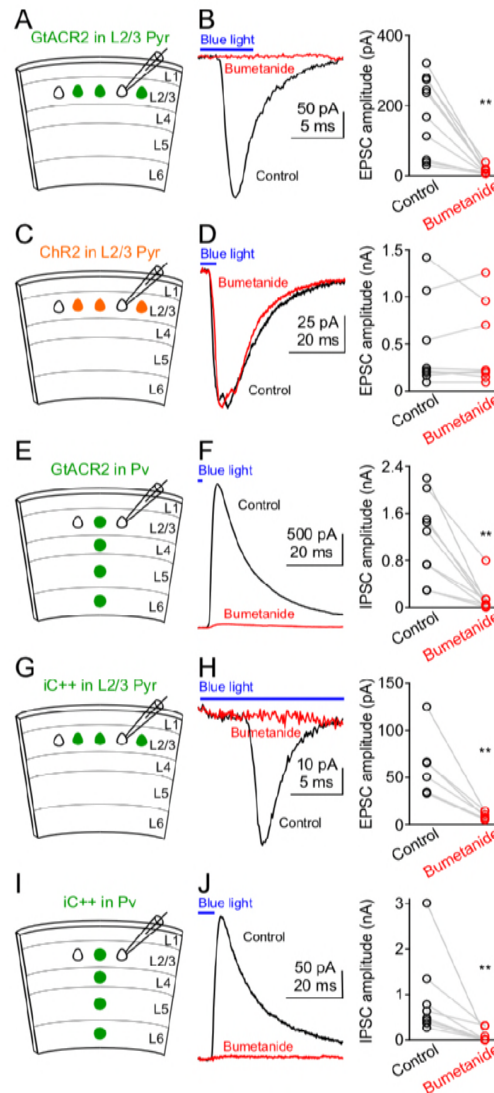 A
GtACR2 in L2/3 Pyr
L1
L2/3
L4
L5
L6
B
Blue light
Bumetanide
50 pA
5 ms
Control
EPSC amplitude (pA)
400
200
0
**
Control
Bumetanide
C
ChR2 in L2/3 Pyr
L1
L2/3
L4
L5
L6
D
Blue light
Bumetanide
25 pA
20 ms
Control
EPSC amplitude (nA)
1.5
1.0
0.5
0
Control
Bumetanide
E
GtACR2 in Pv
L1
L2/3
L4
L5
L6
F
Blue light
Control
500 pA
20 ms
Bumetanide
IPSC amplitude (nA)
2.4
1.6
0.8
0
**
Control
Bumetanide
G
iC++ in L2/3 Pyr
L1
L2/3
L4
L5
L6
H
Blue light
Bumetanide
10 pA
5 ms
Control
EPSC amplitude (pA)
150
100
50
0
**
Control
Bumetanide
I
iC++ in Pv
L1
L2/3
L4
L5
L6
J
Blue light
Control
50 pA
20 ms
Bumetanide
IPSC amplitude (nA)
3
2
1
0
**
Control
Bumetanide